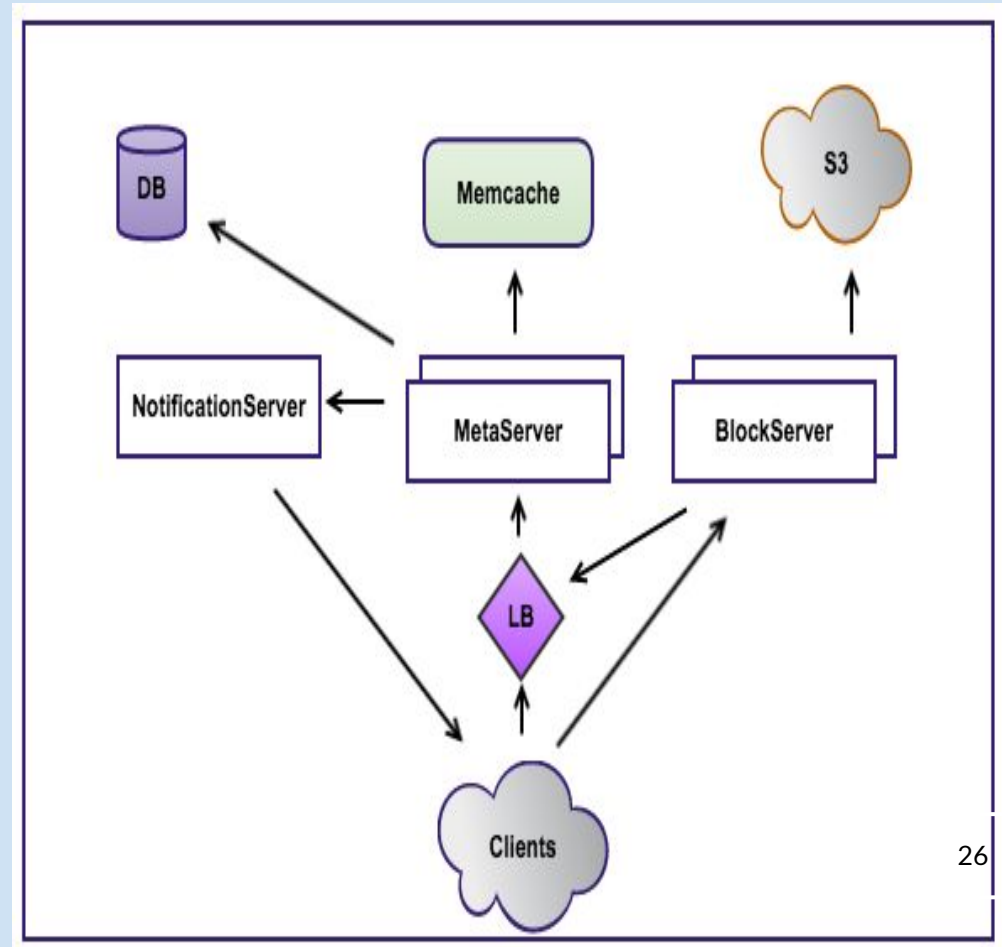 DB
Memcache
S3
NotificationServer
MetaServer
BlockServer
LB
Clients
26